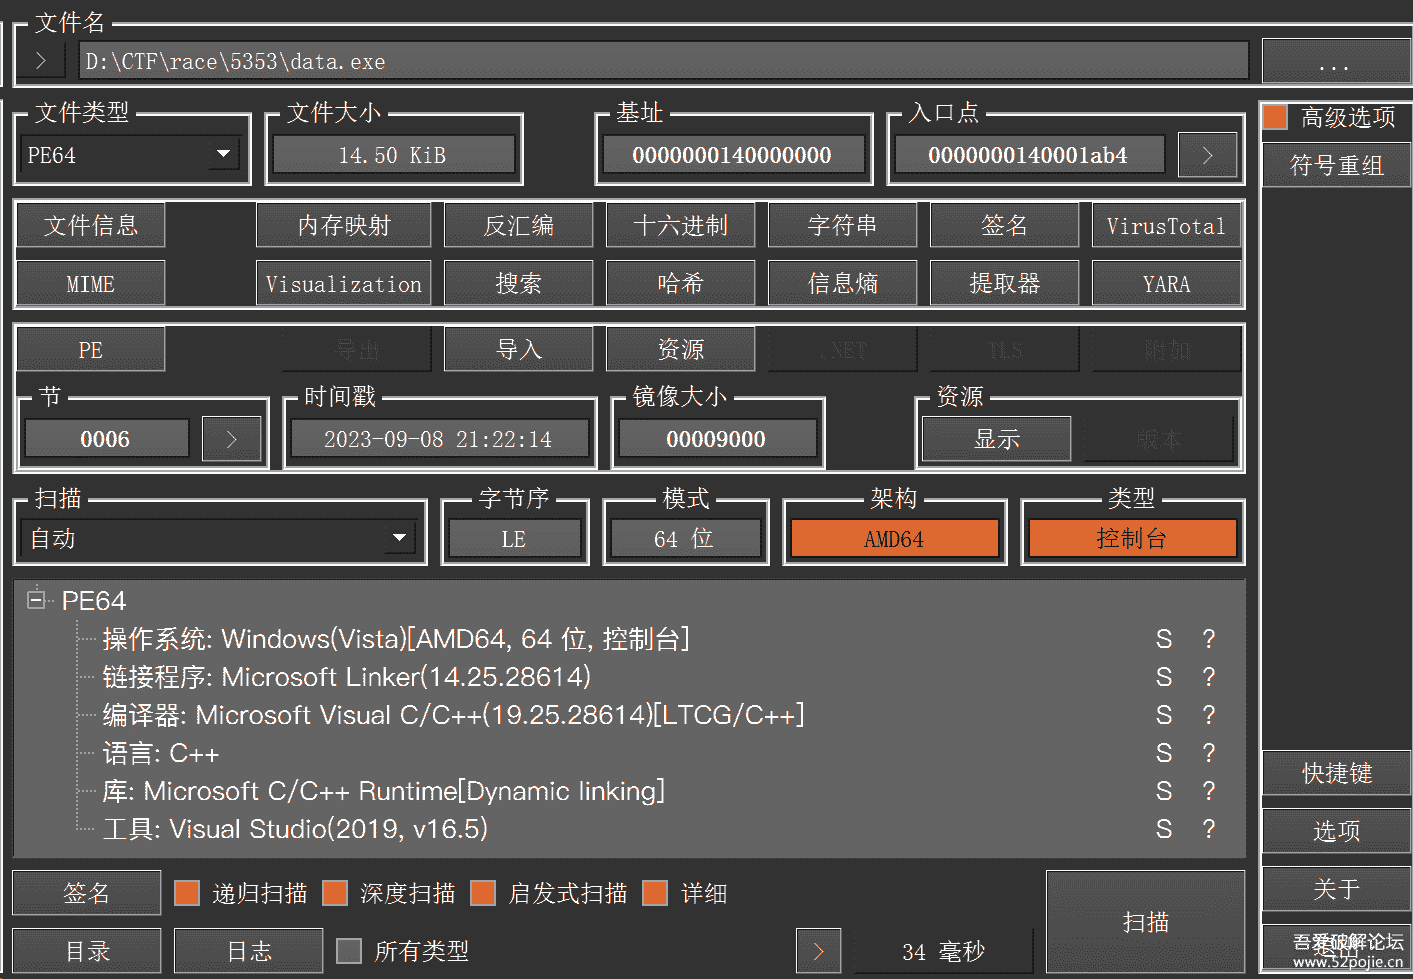 文件名
> D:\CTF\race\5353\data.exe ...
文件类型 文件大小 基址 入口点 高级选项
PE64 14.50 KiB 0000000140000000 0000000140001ab4 > 符号重组
文件信息 内存映射 反汇编 十六进制 字符串 签名 VirusTotal
MIME Visualization 搜索 哈希 信息熵 提取器 YARA
PE 导出 导入 资源 .NET TLS 附加
节 时间戳 镜像大小 资源
0006 > 2023-09-08 21:22:14 00009000 显示 版本
扫描 字节序 模式 架构 类型
自动 LE 64 位 AMD64 控制台
PE64
操作系统: Windows(Vista)[AMD64, 64 位, 控制台] S ?
链接程序: Microsoft Linker(14.25.28614) S ?
编译器: Microsoft Visual C/C++(19.25.28614)[LTCG/C++] S ?
语言: C++ S ?
库: Microsoft C/C++ Runtime[Dynamic linking] S ?
工具: Visual Studio(2019, v16.5) S ?
快捷键
选项
关于
签名 递归扫描 深度扫描 启发式扫描 详细 扫描
目录 日志 所有类型 > 34 毫秒
吾爱破解论坛
www.52pojie.cn